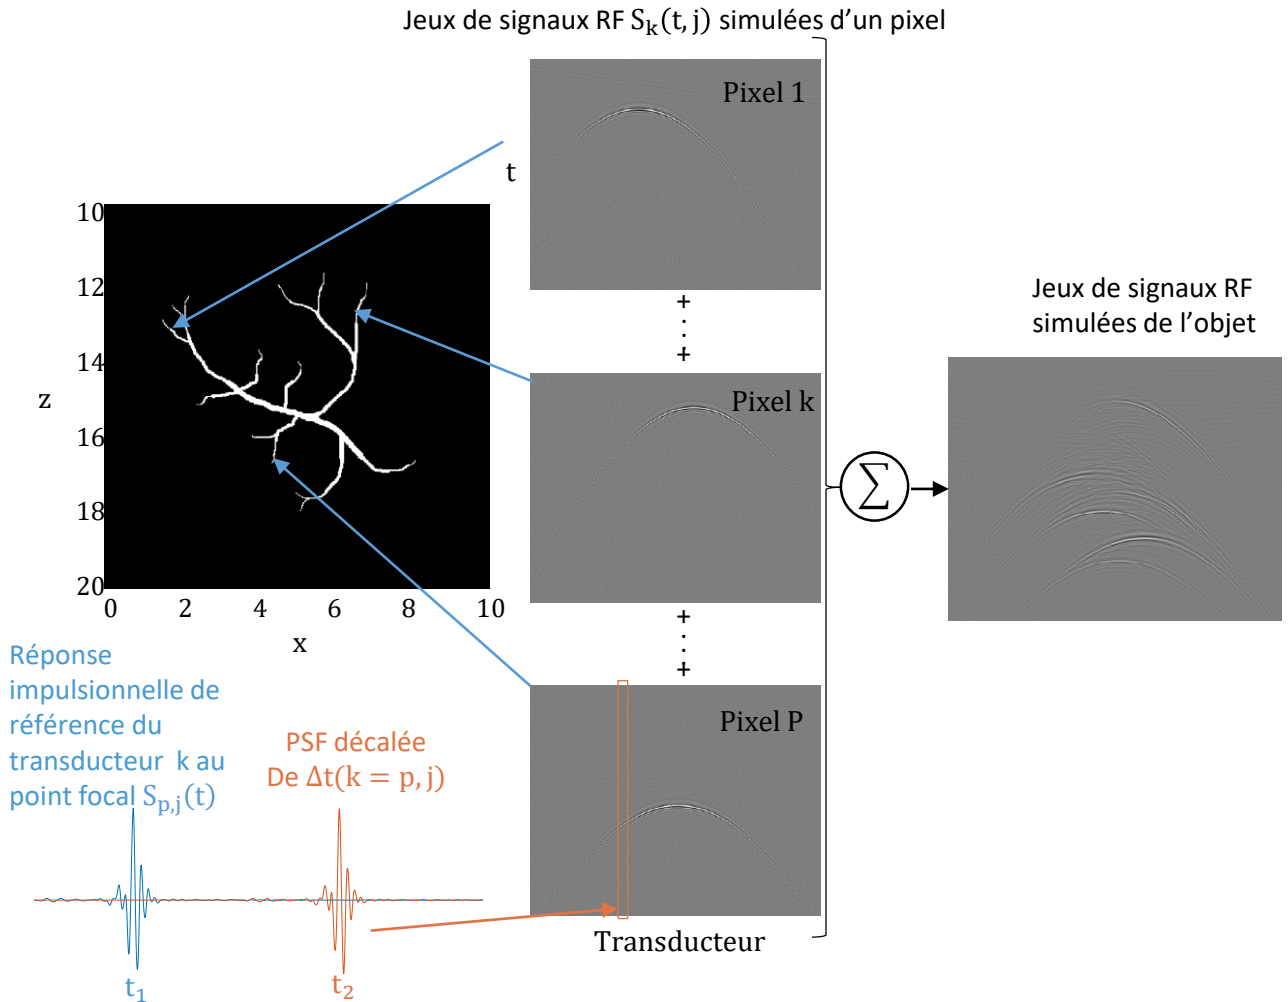 Jeux de signaux RF S_k(t, j) simulées d’un pixel
Pixel 1
t
10
12
14
z
16
18
20
0 2 4 6 8 10
x
+
+
Pixel k
+
+
Pixel P
Transducteur
∑
Jeux de signaux RF
simulées de l’objet
Réponse
impulsionnelle de
référence du
transducteur k au
point focal S_p,j(t)
PSF décalée
De Δt(k = p, j)
t₁
t₂